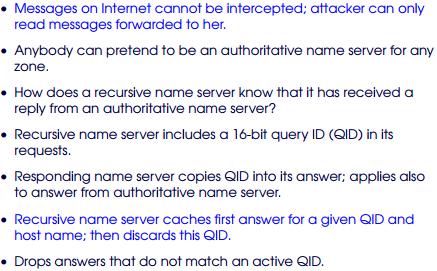 • Messages on Internet cannot be intercepted; attacker can only
read messages forwarded to her.
• Anybody can pretend to be an authoritative name server for any
zone.
• How does a recursive name server know that it has received a
reply from an authoritative name server?
• Recursive name server includes a 16-bit query ID (QID) in its
requests.
• Responding name server copies QID into its answer; applies also
to answer from authoritative name server.
• Recursive name server caches first answer for a given QID and
host name; then discards this QID.
• Drops answers that do not match an active QID.